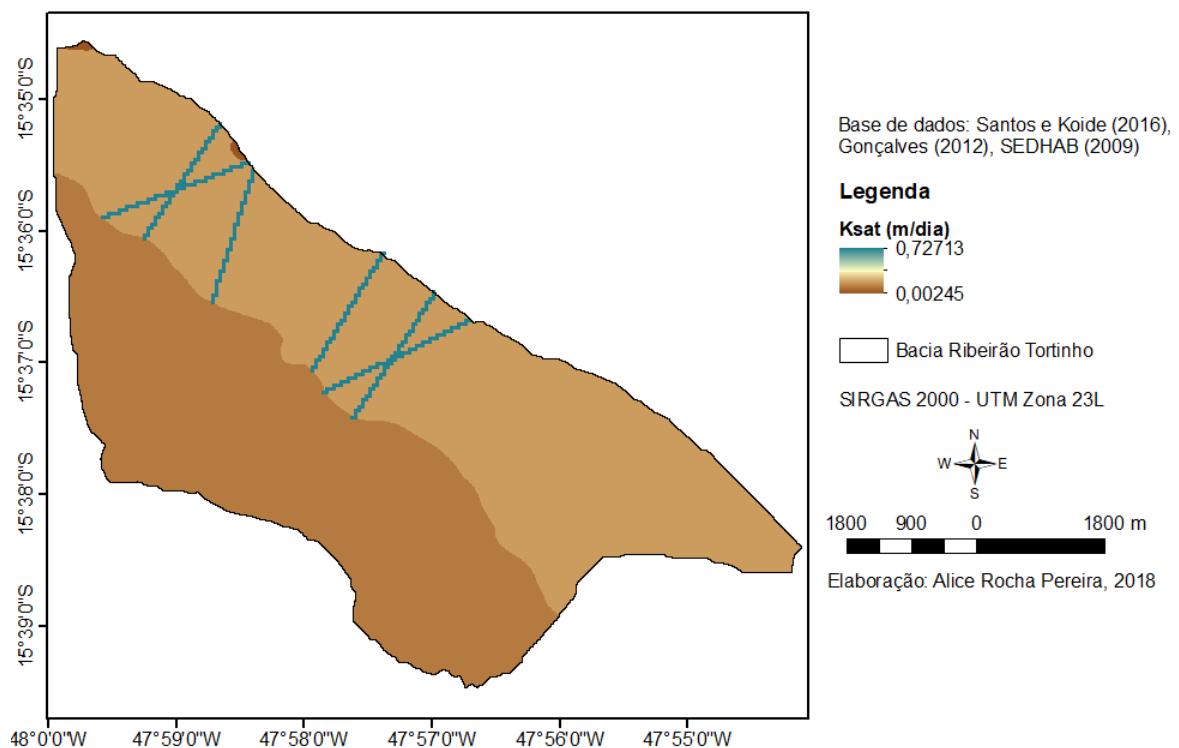 15°35'0"S
15°36'0"S
15°37'0"S
15°38'0"S
15°39'0"S
48°0'0"W 47°59'0"W 47°58'0"W 47°57'0"W 47°56'0"W 47°55'0"W
Base de dados: Santos e Koide (2016),
Gonçalves (2012), SEDHAB (2009)
Legenda
Ksat (m/dia)
0,72713
0,00245
Bacia Ribeirão Tortinho
SIRGAS 2000 - UTM Zona 23L
N
W E
S
1800 900 0 1800 m
Elaboração: Alice Rocha Pereira, 2018